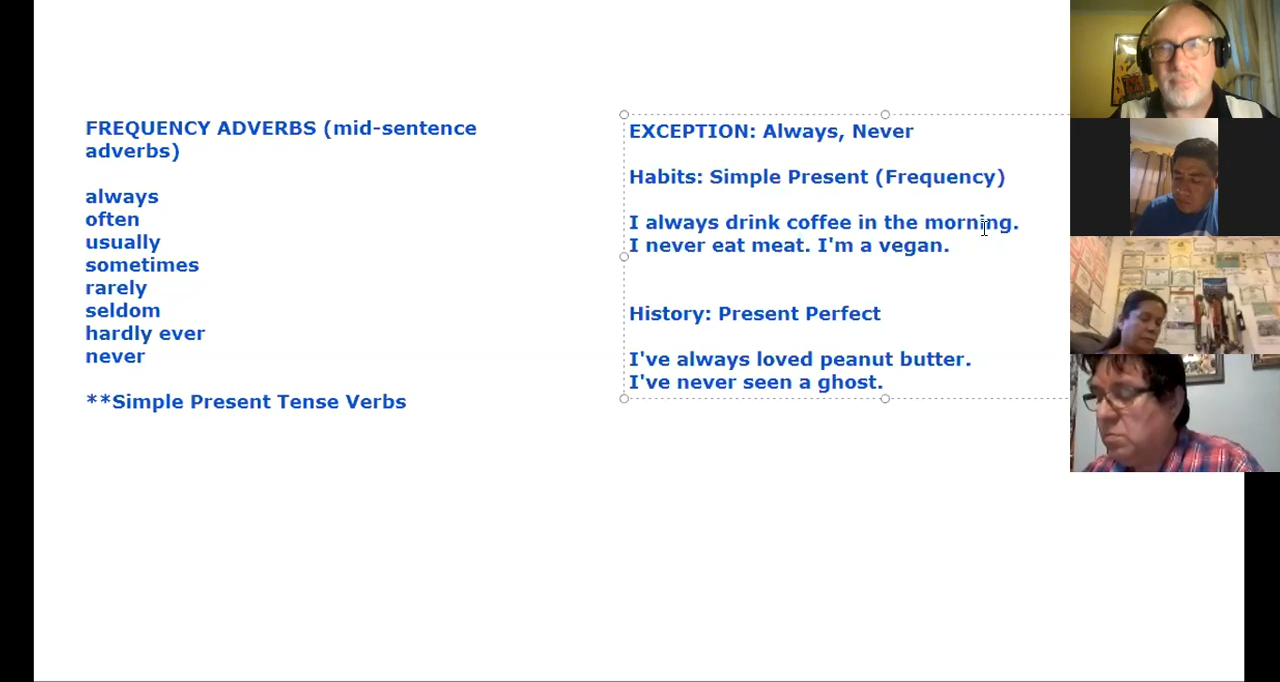 FREQUENCY ADVERBS (mid-sentence
adverbs)
always
often
usually
sometimes
rarely
seldom
hardly ever
never
**Simple Present Tense Verbs
EXCEPTION: Always, Never
Habits: Simple Present (Frequency)
I always drink coffee in the morning.
I never eat meat. I'm a vegan.
History: Present Perfect
I've always loved peanut butter.
I've never seen a ghost.